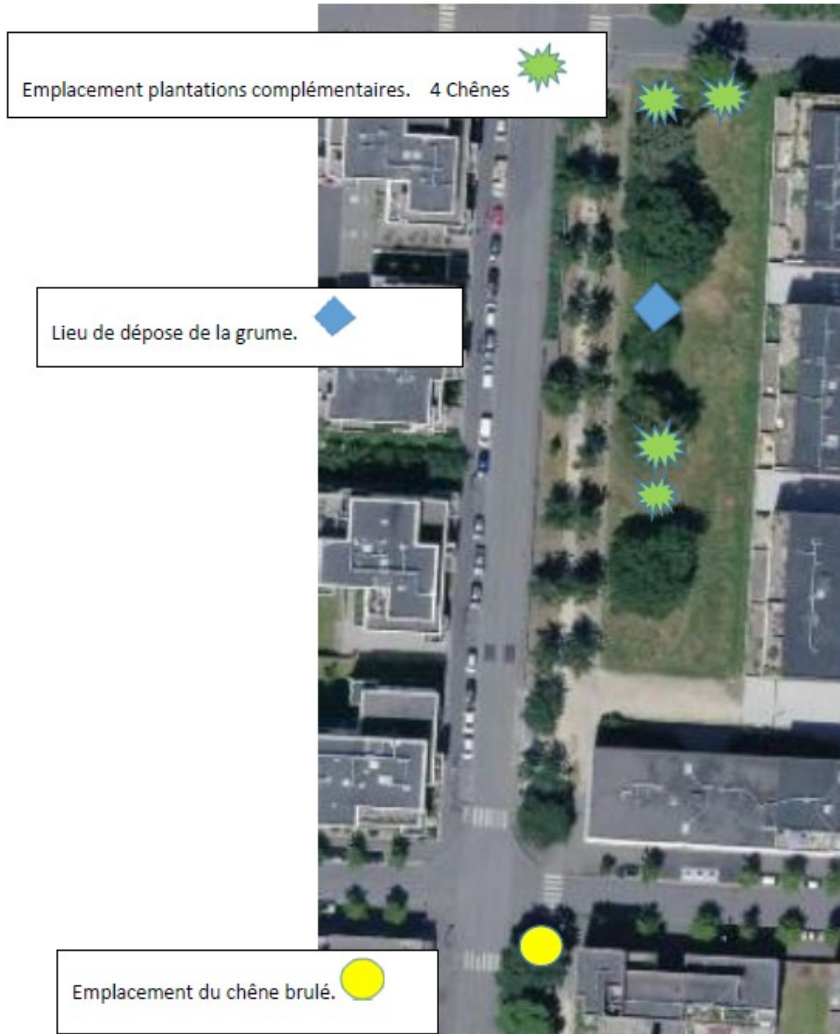 Emplacement plantations complémentaires. 4 Chênes
Lieu de dépose de la grume.
Emplacement du chêne brulé.